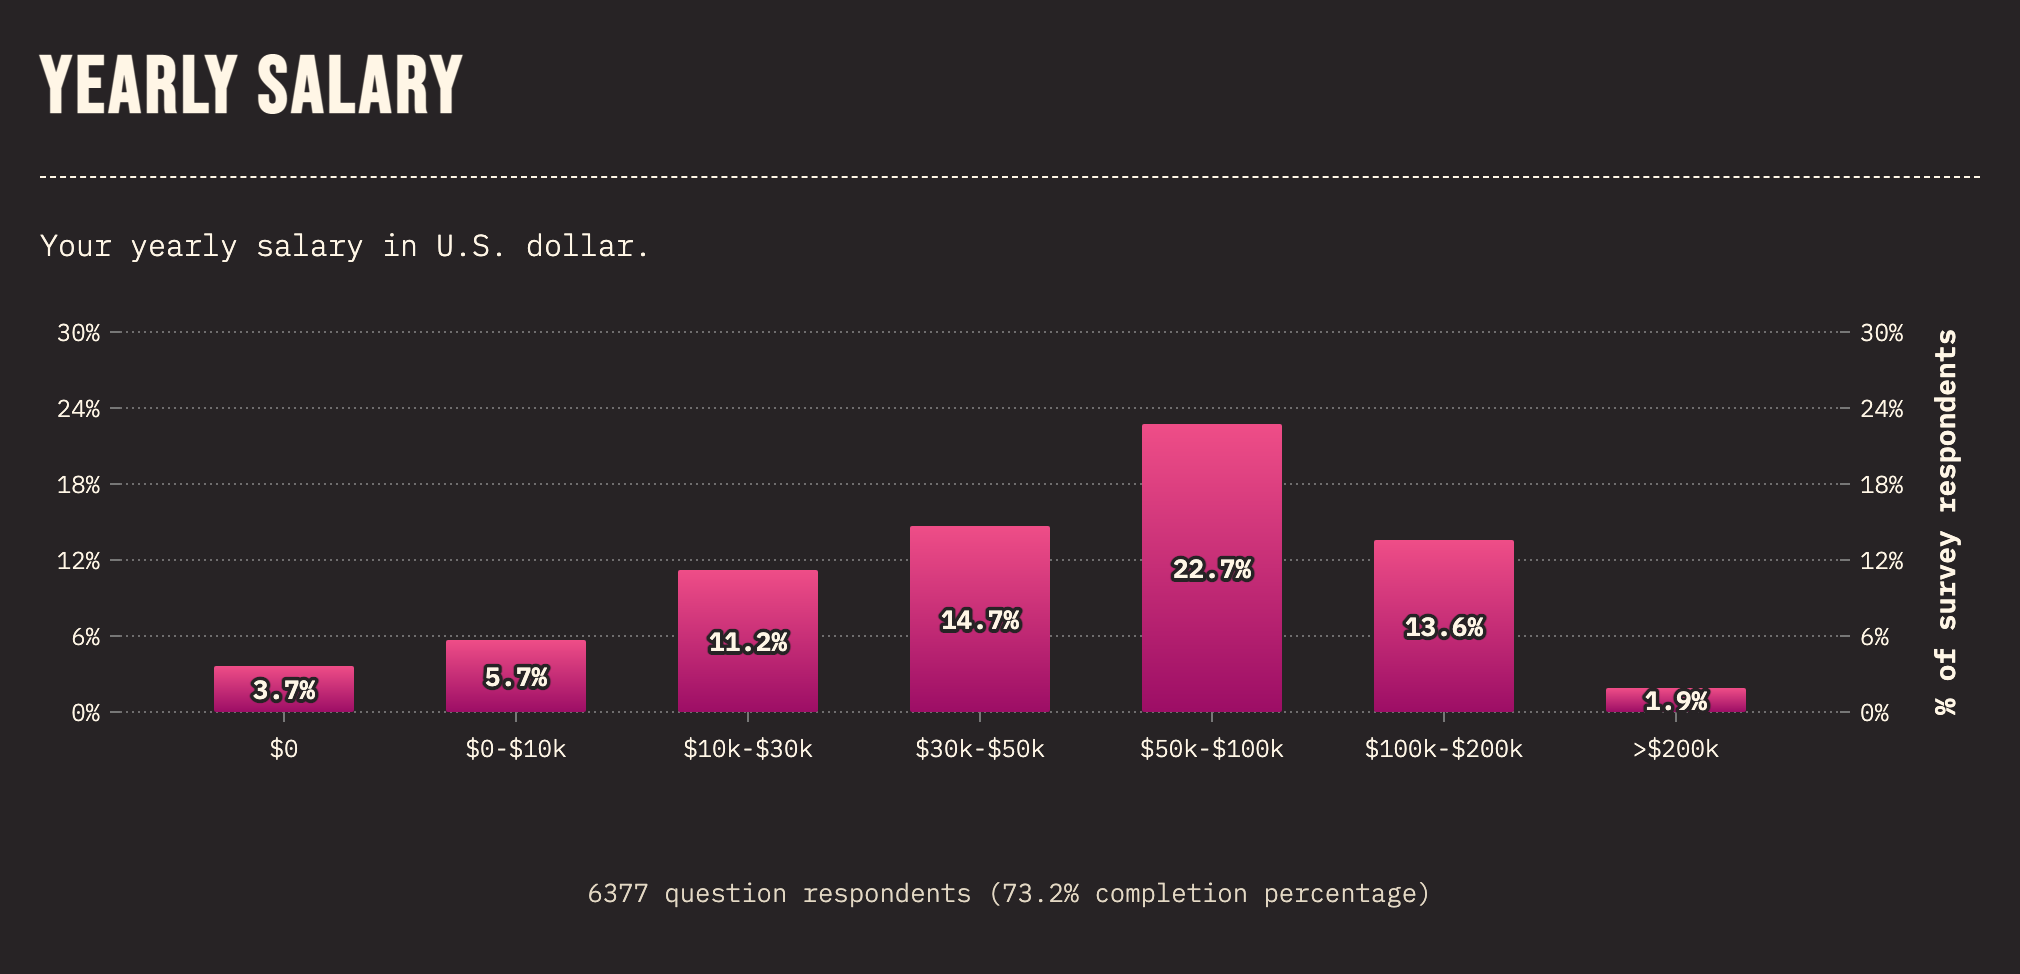 YEARLY SALARY
Your yearly salary in U.S. dollar.
30% 30%
24% 24%
18% 18%
12% 12%
6% 6%
0% 0%
% of survey respondents
3.7% 5.7% 11.2% 14.7% 22.7% 13.6% 1.9%
$0 $0-$10k $10k-$30k $30k-$50k $50k-$100k $100k-$200k >$200k
6377 question respondents (73.2% completion percentage)